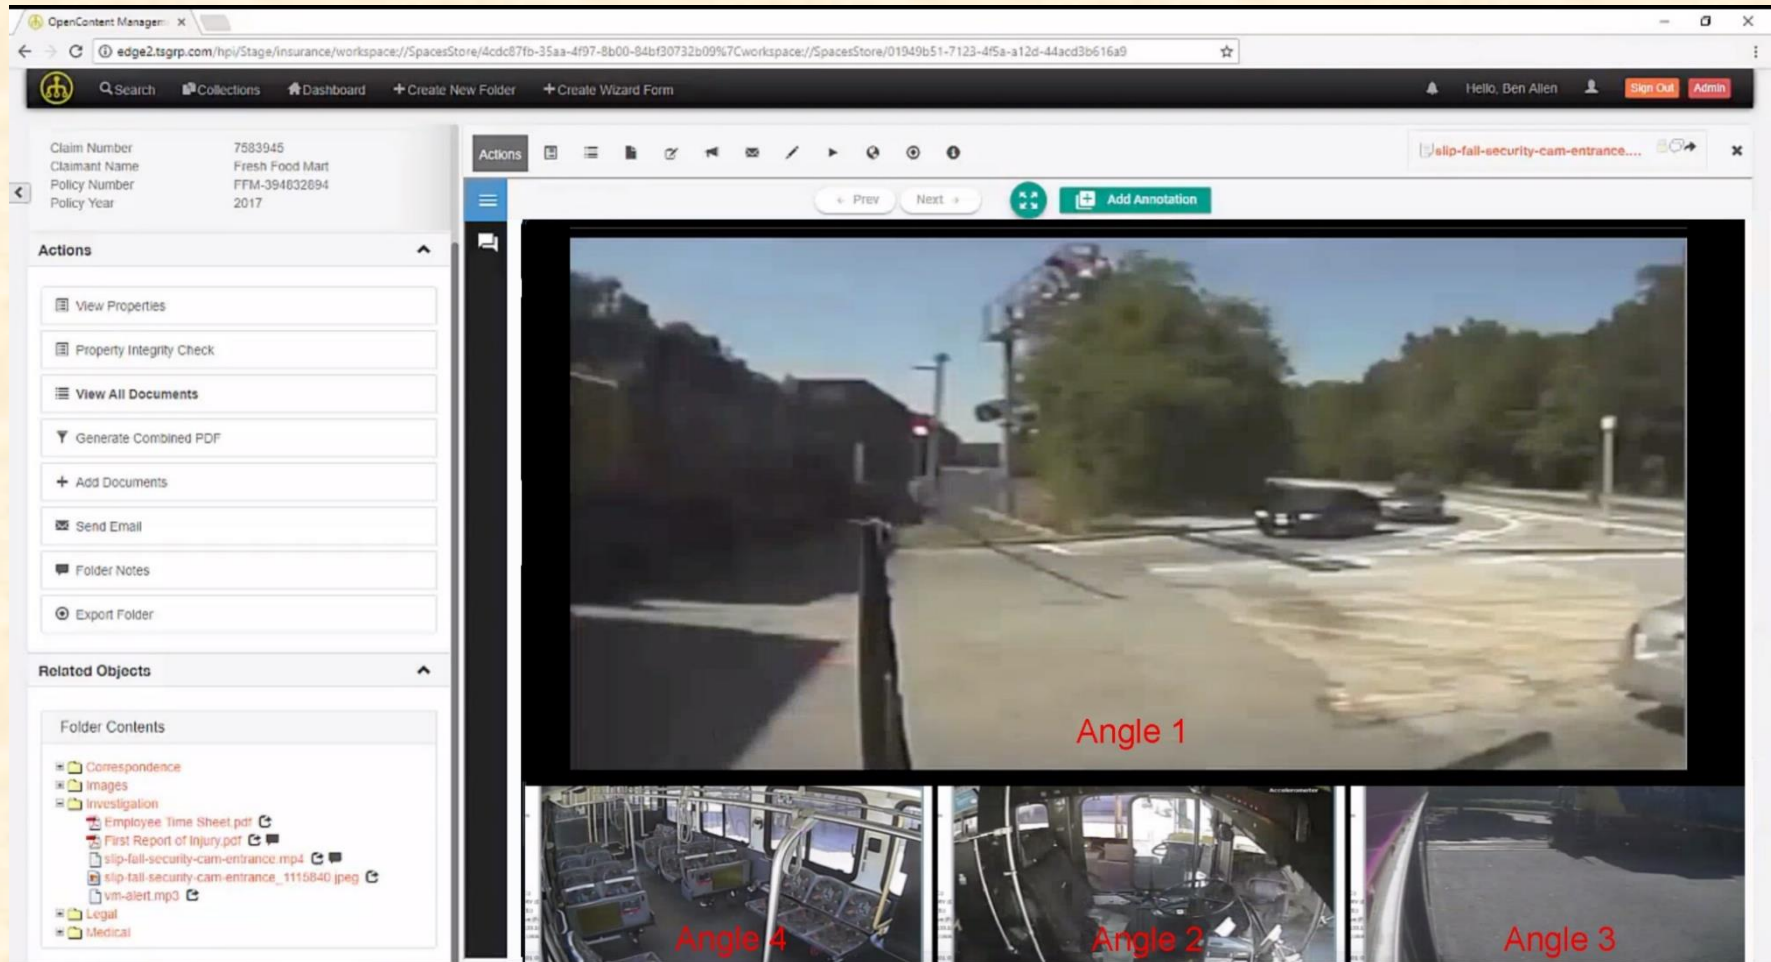 OpenContent Managem
edge2.tsgrp.com/hpi/Stage/insurance/workspace://SpacesStore/4cdc87fb-35aa-4f97-8b00-84bf30732b09%7Cworkspace://SpacesStore/01949b51-7123-4f5a-a12d-44acd3b616a9
Search Collections Dashboard +Create New Folder +Create Wizard Form Hello, Ben Allen Sign Out Admin
Claim Number 7583945
Claimant Name Fresh Food Mart
Policy Number FFM-394832894
Policy Year 2017
Actions slip-fall-security-cam-entrance....
← Prev Next → Add Annotation
Actions
View Properties
Property Integrity Check
View All Documents
Generate Combined PDF
+ Add Documents
Send Email
Folder Notes
Export Folder
Related Objects
Folder Contents
Correspondence
Images
Investigation
Employee Time Sheet.pdf
First Report of Injury.pdf
slip-fall-security-cam-entrance.mp4
slip-fall-security-cam-entrance_1115840.jpeg
vm-alert.mp3
Legal
Medical
Angle 1
Accelerometer
Angle 4 Angle 2 Angle 3